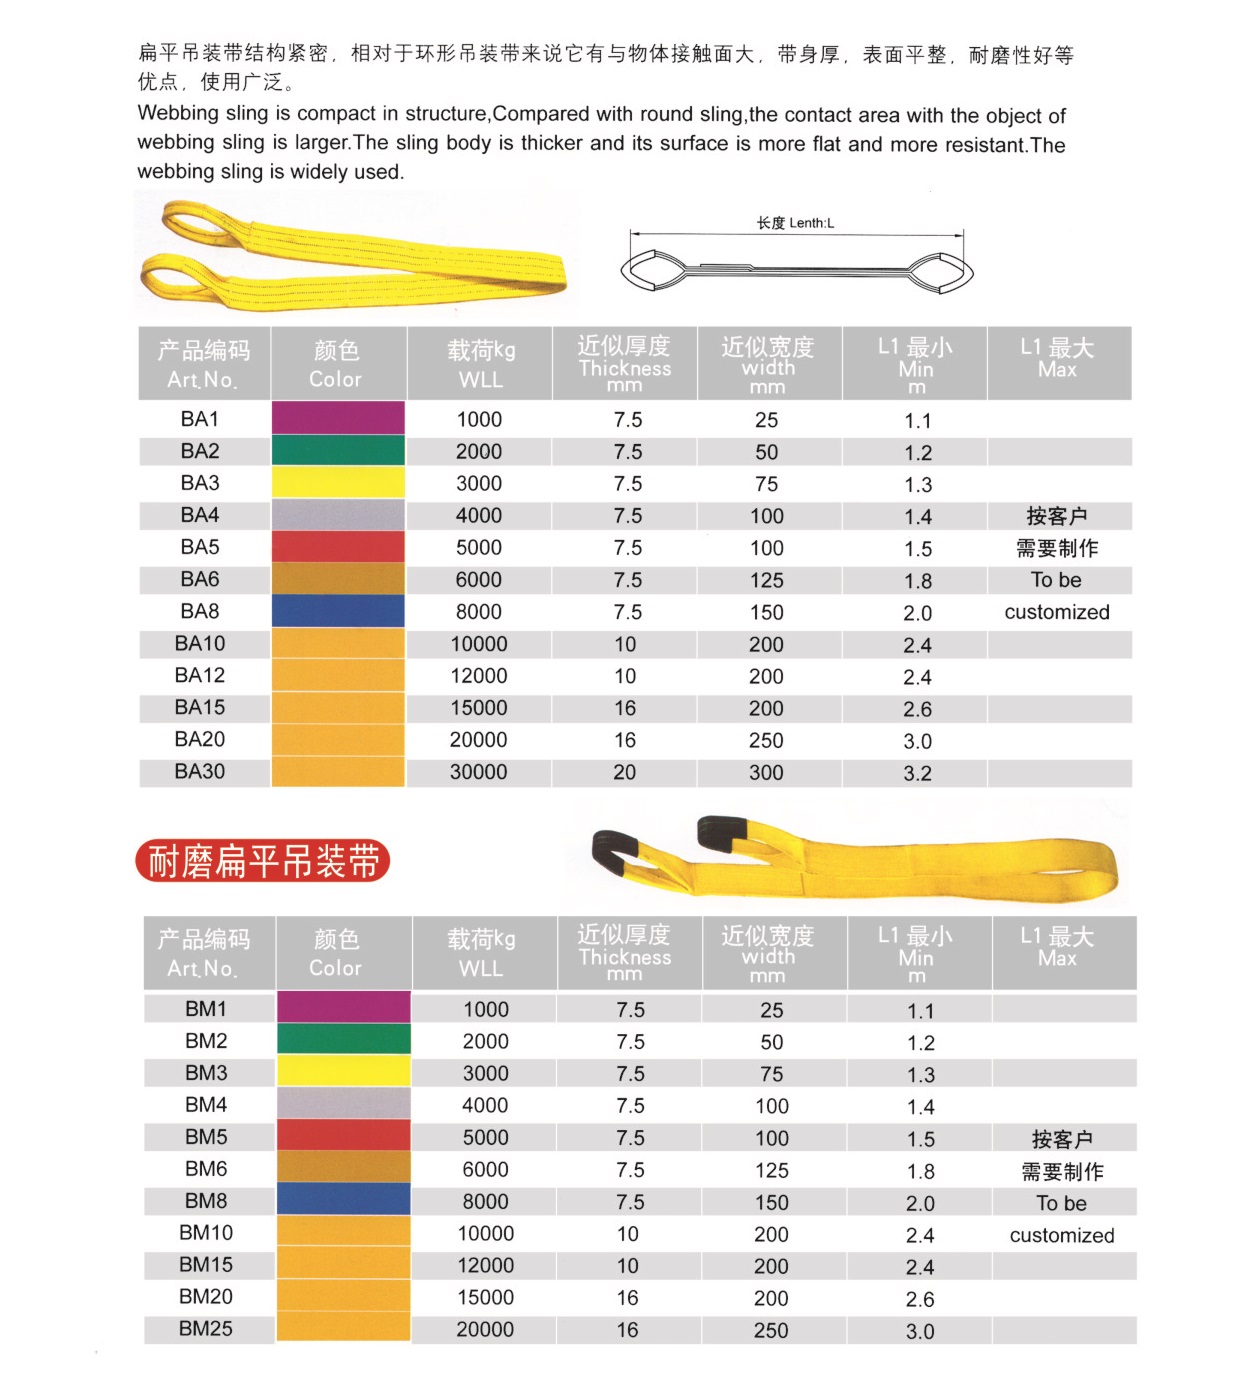 扁平吊装带结构紧密，相对于环形吊装带来说它有与物体接触面大，带身厚，表面平整，耐磨性好等
优点，使用广泛。
Webbing sling is compact in structure,Compared with round sling,the contact area with the object of
webbing sling is larger.The sling body is thicker and its surface is more flat and more resistant.The
webbing sling is widely used.
长度 Lenth:L
产品编码 颜色 载荷kg 近似厚度 近似宽度 L1 最小 L1 最大
Art.No. Color WLL Thickness width Min Max
mm mm m
BA1 1000 7.5 25 1.1
BA2 2000 7.5 50 1.2
BA3 3000 7.5 75 1.3
BA4 4000 7.5 100 1.4 按客户
BA5 5000 7.5 100 1.5 需要制作
BA6 6000 7.5 125 1.8 To be
BA8 8000 7.5 150 2.0 customized
BA10 10000 10 200 2.4
BA12 12000 10 200 2.4
BA15 15000 16 200 2.6
BA20 20000 16 250 3.0
BA30 30000 20 300 3.2
耐磨扁平吊装带
产品编码 颜色 载荷kg 近似厚度 近似宽度 L1 最小 L1 最大
Art.No. Color WLL Thickness width Min Max
mm mm m
BM1 1000 7.5 25 1.1
BM2 2000 7.5 50 1.2
BM3 3000 7.5 75 1.3
BM4 4000 7.5 100 1.4
BM5 5000 7.5 100 1.5 按客户
BM6 6000 7.5 125 1.8 需要制作
BM8 8000 7.5 150 2.0 To be
BM10 10000 10 200 2.4 customized
BM15 12000 10 200 2.4
BM20 15000 16 200 2.6
BM25 20000 16 250 3.0